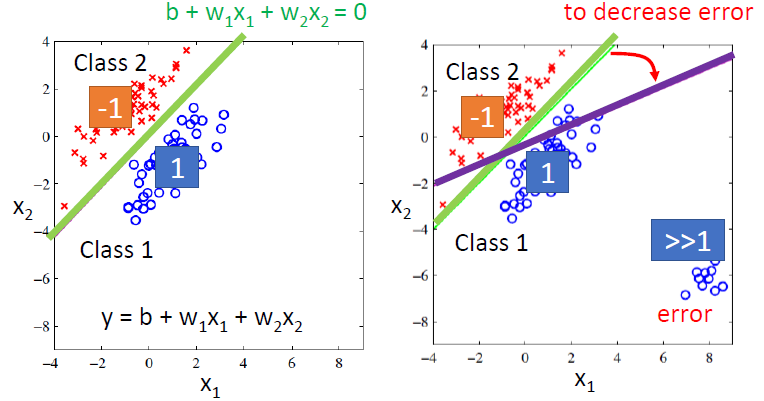 b + w₁x₁ + w₂x₂ = 0
to decrease error
4
2
0
−2
−4
−6
−8
x₂
Class 2
-1
1
Class 1
y = b + w₁x₁ + w₂x₂
−4
−2
0
2
4
6
8
x₁
4
2
0
−2
−4
−6
−8
x₂
Class 2
-1
1
Class 1
>>1
error
−4
−2
0
2
4
6
8
x₁